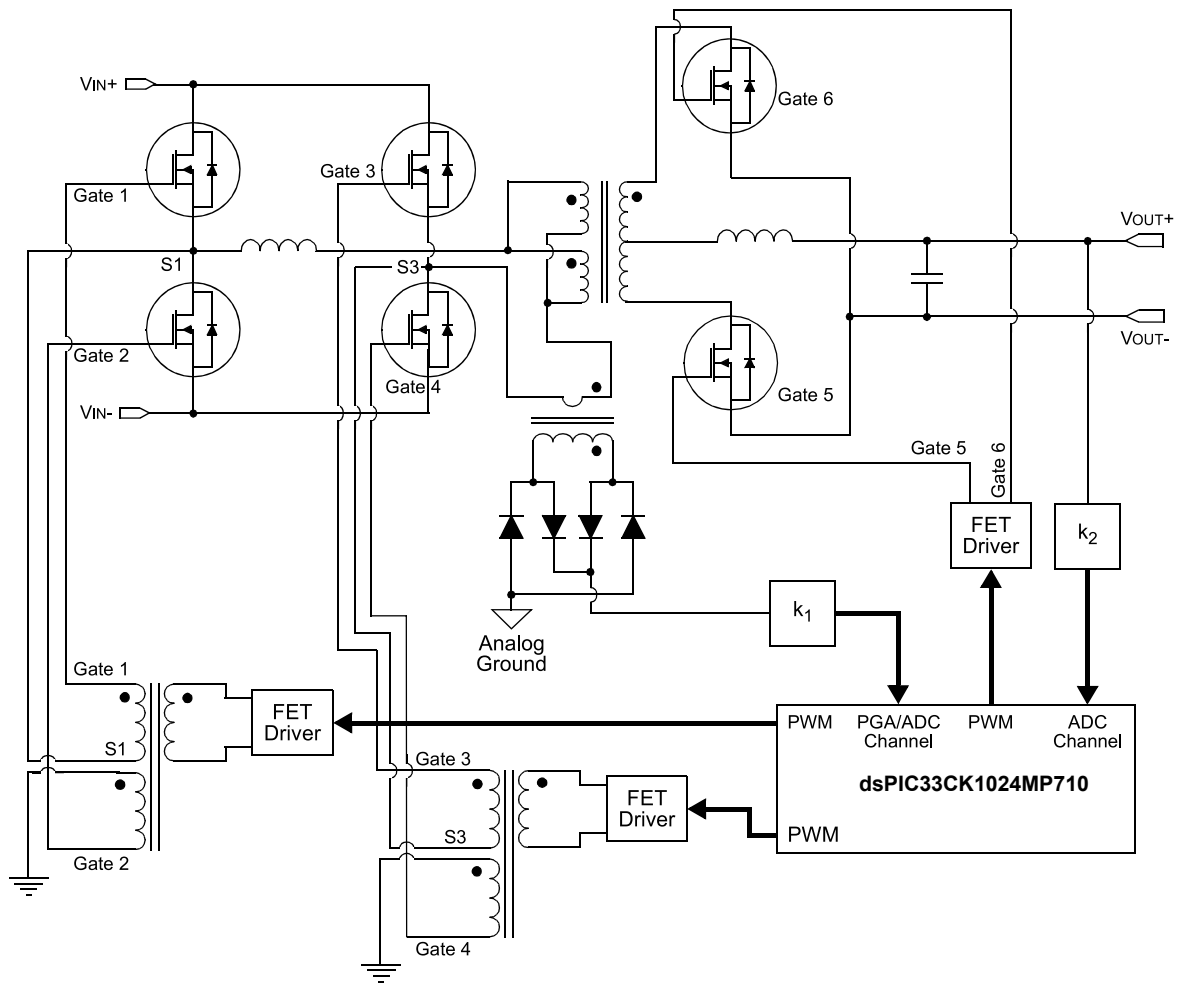 VIN+
Gate 6
Gate 3
Gate 1
VOUT+
S1
S3
Gate 2
VOUT-
Gate 4
Gate 5
VIN-
Gate 5
Gate 6
FET
Driver
k2
k1
Analog
Ground
Gate 1
FET
Driver
PWM
PGA/ADC
Channel
PWM
ADC
Channel
S1
Gate 3
dsPIC33CK1024MP710
FET
Driver
PWM
S3
Gate 2
Gate 4